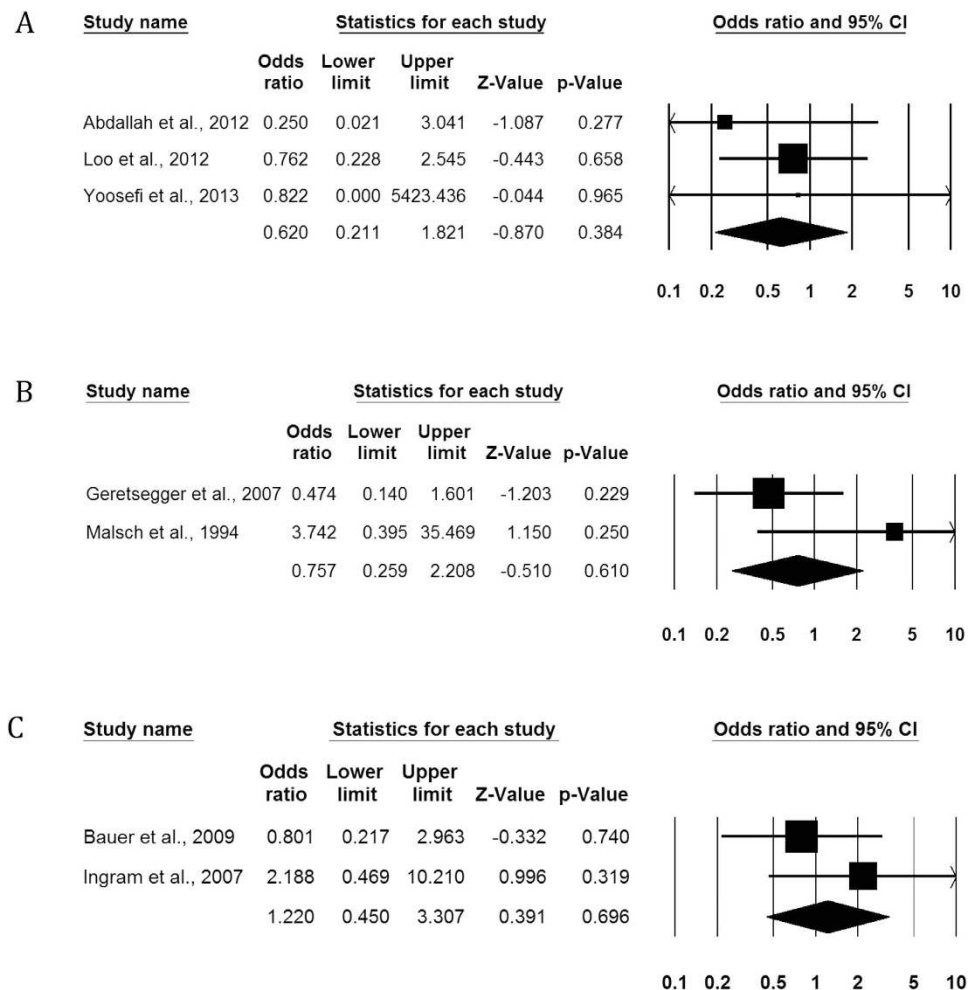 A
Study name Statistics for each study Odds ratio and 95% CI
Odds Lower Upper
ratio limit limit Z-Value p-Value
Abdallah et al., 2012 0.250 0.021 3.041 -1.087 0.277
Loo et al., 2012 0.762 0.228 2.545 -0.443 0.658
Yoosefi et al., 2013 0.822 0.000 5423.436 -0.044 0.965
0.620 0.211 1.821 -0.870 0.384
0.1 0.2 0.5 1 2 5 10
B
Study name Statistics for each study Odds ratio and 95% CI
Odds Lower Upper
ratio limit limit Z-Value p-Value
Geretsegger et al., 2007 0.474 0.140 1.601 -1.203 0.229
Malsch et al., 1994 3.742 0.395 35.469 1.150 0.250
0.757 0.259 2.208 -0.510 0.610
0.1 0.2 0.5 1 2 5 10
C
Study name Statistics for each study Odds ratio and 95% CI
Odds Lower Upper
ratio limit limit Z-Value p-Value
Bauer et al., 2009 0.801 0.217 2.963 -0.332 0.740
Ingram et al., 2007 2.188 0.469 10.210 0.996 0.319
1.220 0.450 3.307 0.391 0.696
0.1 0.2 0.5 1 2 5 10